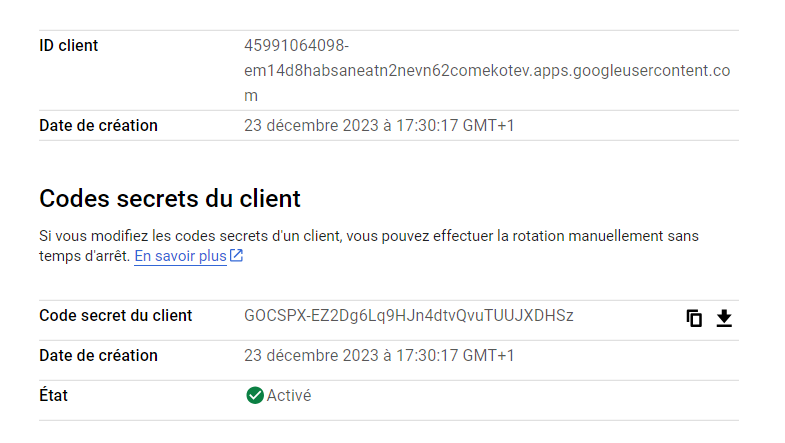 ID client
45991064098-
em14d8habsaneatn2nevn62comekotev.apps.googleusercontent.co
m
Date de création
23 décembre 2023 à 17:30:17 GMT+1
Codes secrets du client
Si vous modifiez les codes secrets d'un client, vous pouvez effectuer la rotation manuellement sans
temps d'arrêt. En savoir plus
Code secret du client
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
Date de création
23 décembre 2023 à 17:30:17 GMT+1
État
Activé